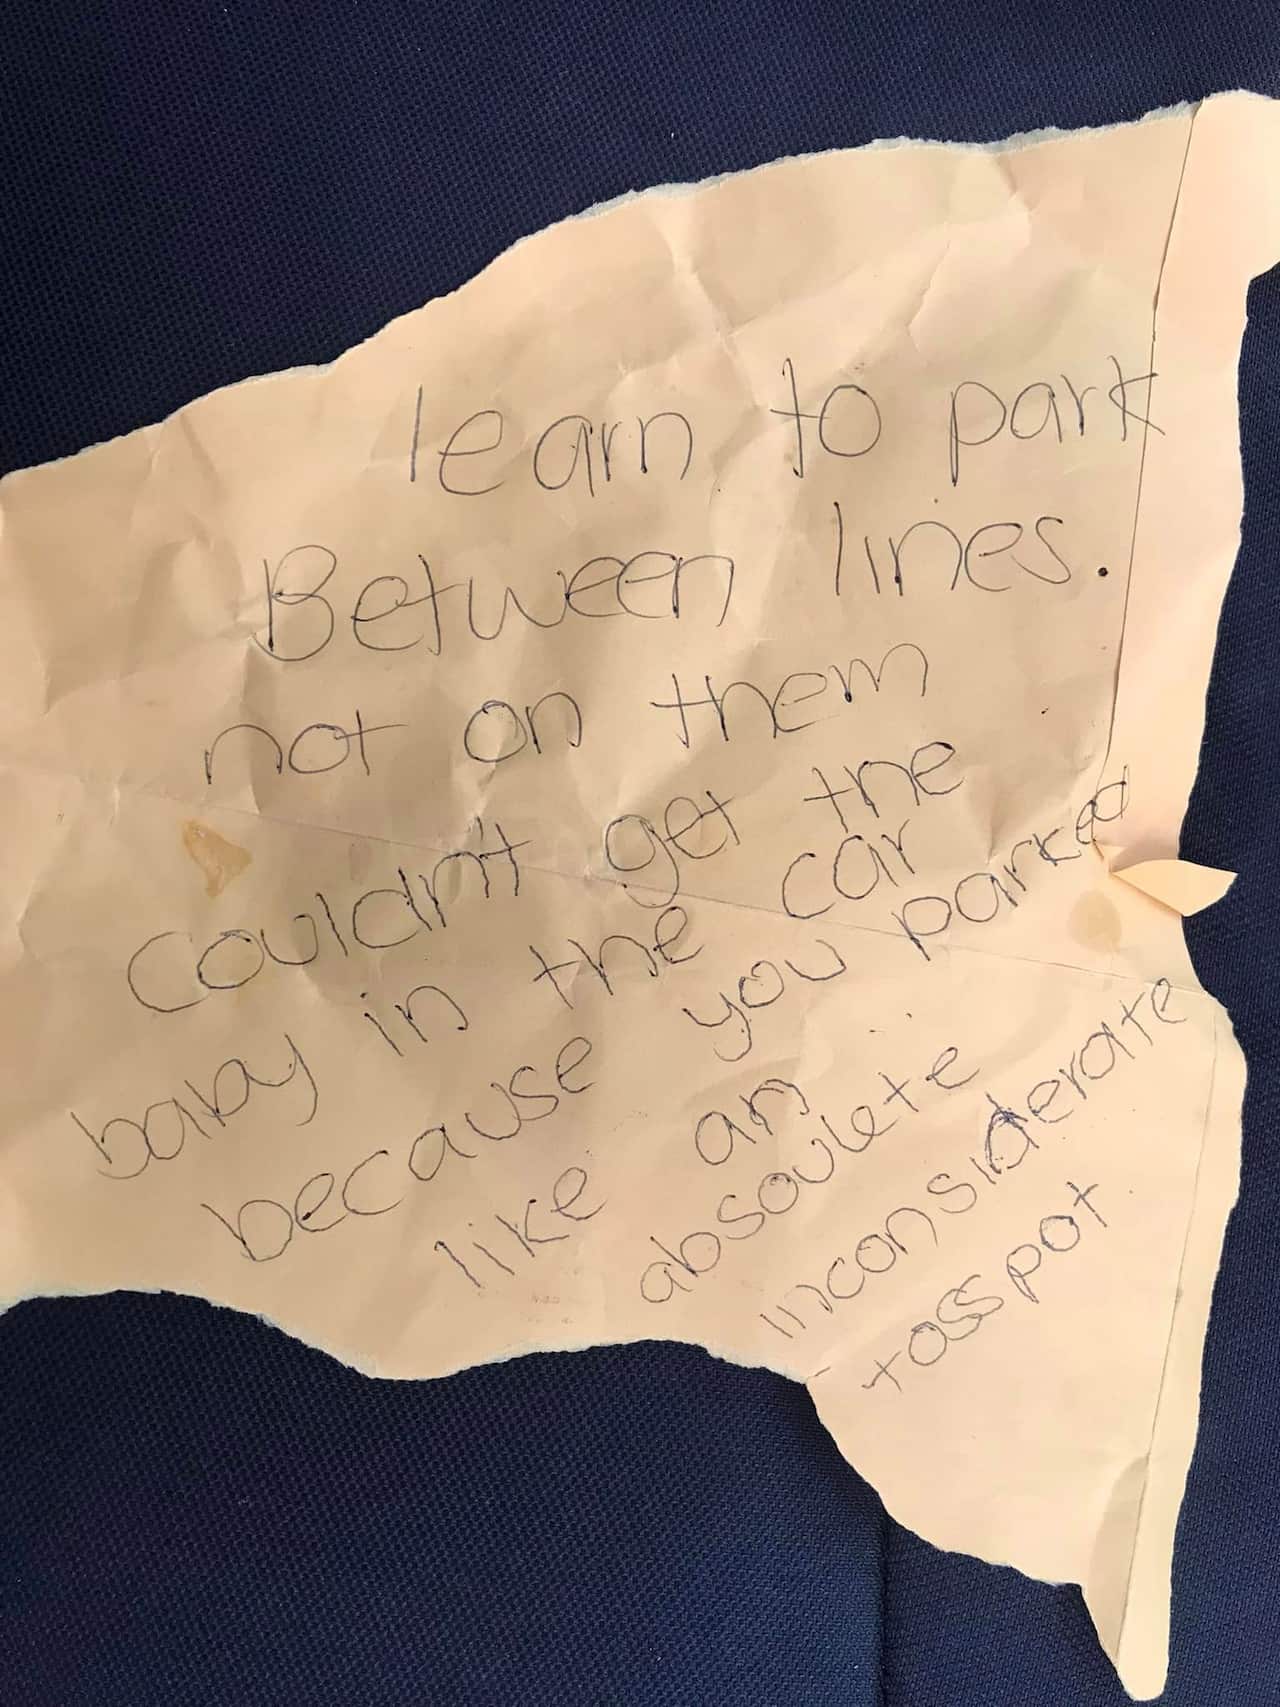 learn to park
Between lines.
not on them
couldn't get the
baby in the car
because you parked
like an
absoulete
inconsiderate
tosspot